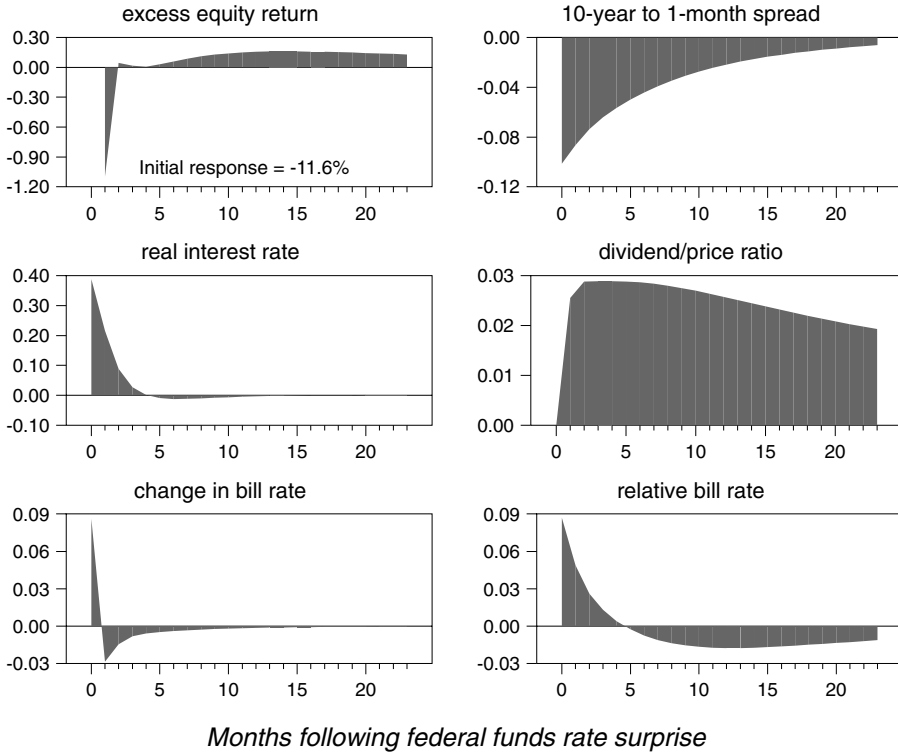 excess equity return
0.30
0.00
-0.30
-0.60
-0.90
-1.20
Initial response = -11.6%
0 5 10 15 20
10-year to 1-month spread
0.00
-0.04
-0.08
-0.12
0 5 10 15 20
real interest rate
0.40
0.30
0.20
0.10
0.00
-0.10
0 5 10 15 20
dividend/price ratio
0.03
0.02
0.01
0.00
0 5 10 15 20
change in bill rate
0.09
0.06
0.03
0.00
-0.03
0 5 10 15 20
relative bill rate
0.09
0.06
0.03
0.00
-0.03
0 5 10 15 20
Months following federal funds rate surprise